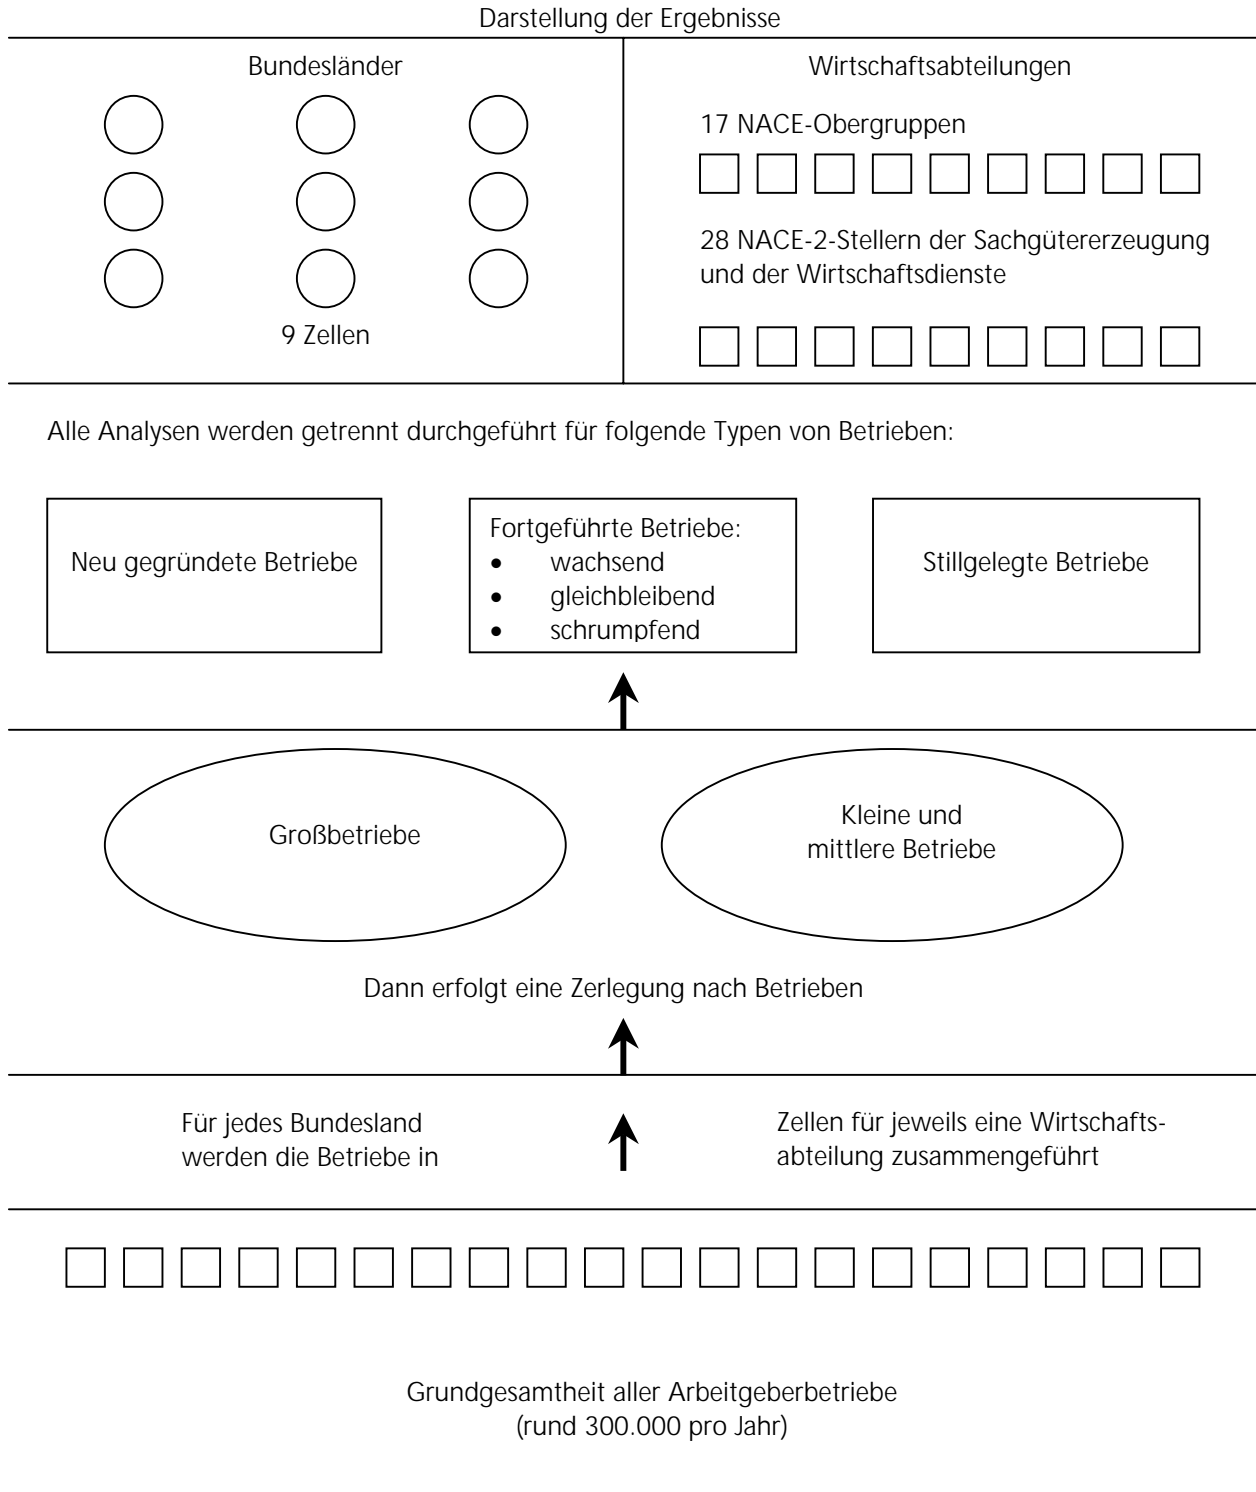 Darstellung der Ergebnisse
Bundesländer
9 Zellen
Wirtschaftsabteilungen
17 NACE-Obergruppen
28 NACE-2-Stellern der Sachgütererzeugung
und der Wirtschaftsdienste
Alle Analysen werden getrennt durchgeführt für folgende Typen von Betrieben:
Neu gegründete Betriebe
Fortgeführte Betriebe:
• wachsend
• gleichbleibend
• schrumpfend
Stillgelegte Betriebe
Großbetriebe
Kleine und
mittlere Betriebe
Dann erfolgt eine Zerlegung nach Betrieben
Für jedes Bundesland
werden die Betriebe in
Zellen für jeweils eine Wirtschafts-
abteilung zusammengeführt
Grundgesamtheit aller Arbeitgeberbetriebe
(rund 300.000 pro Jahr)